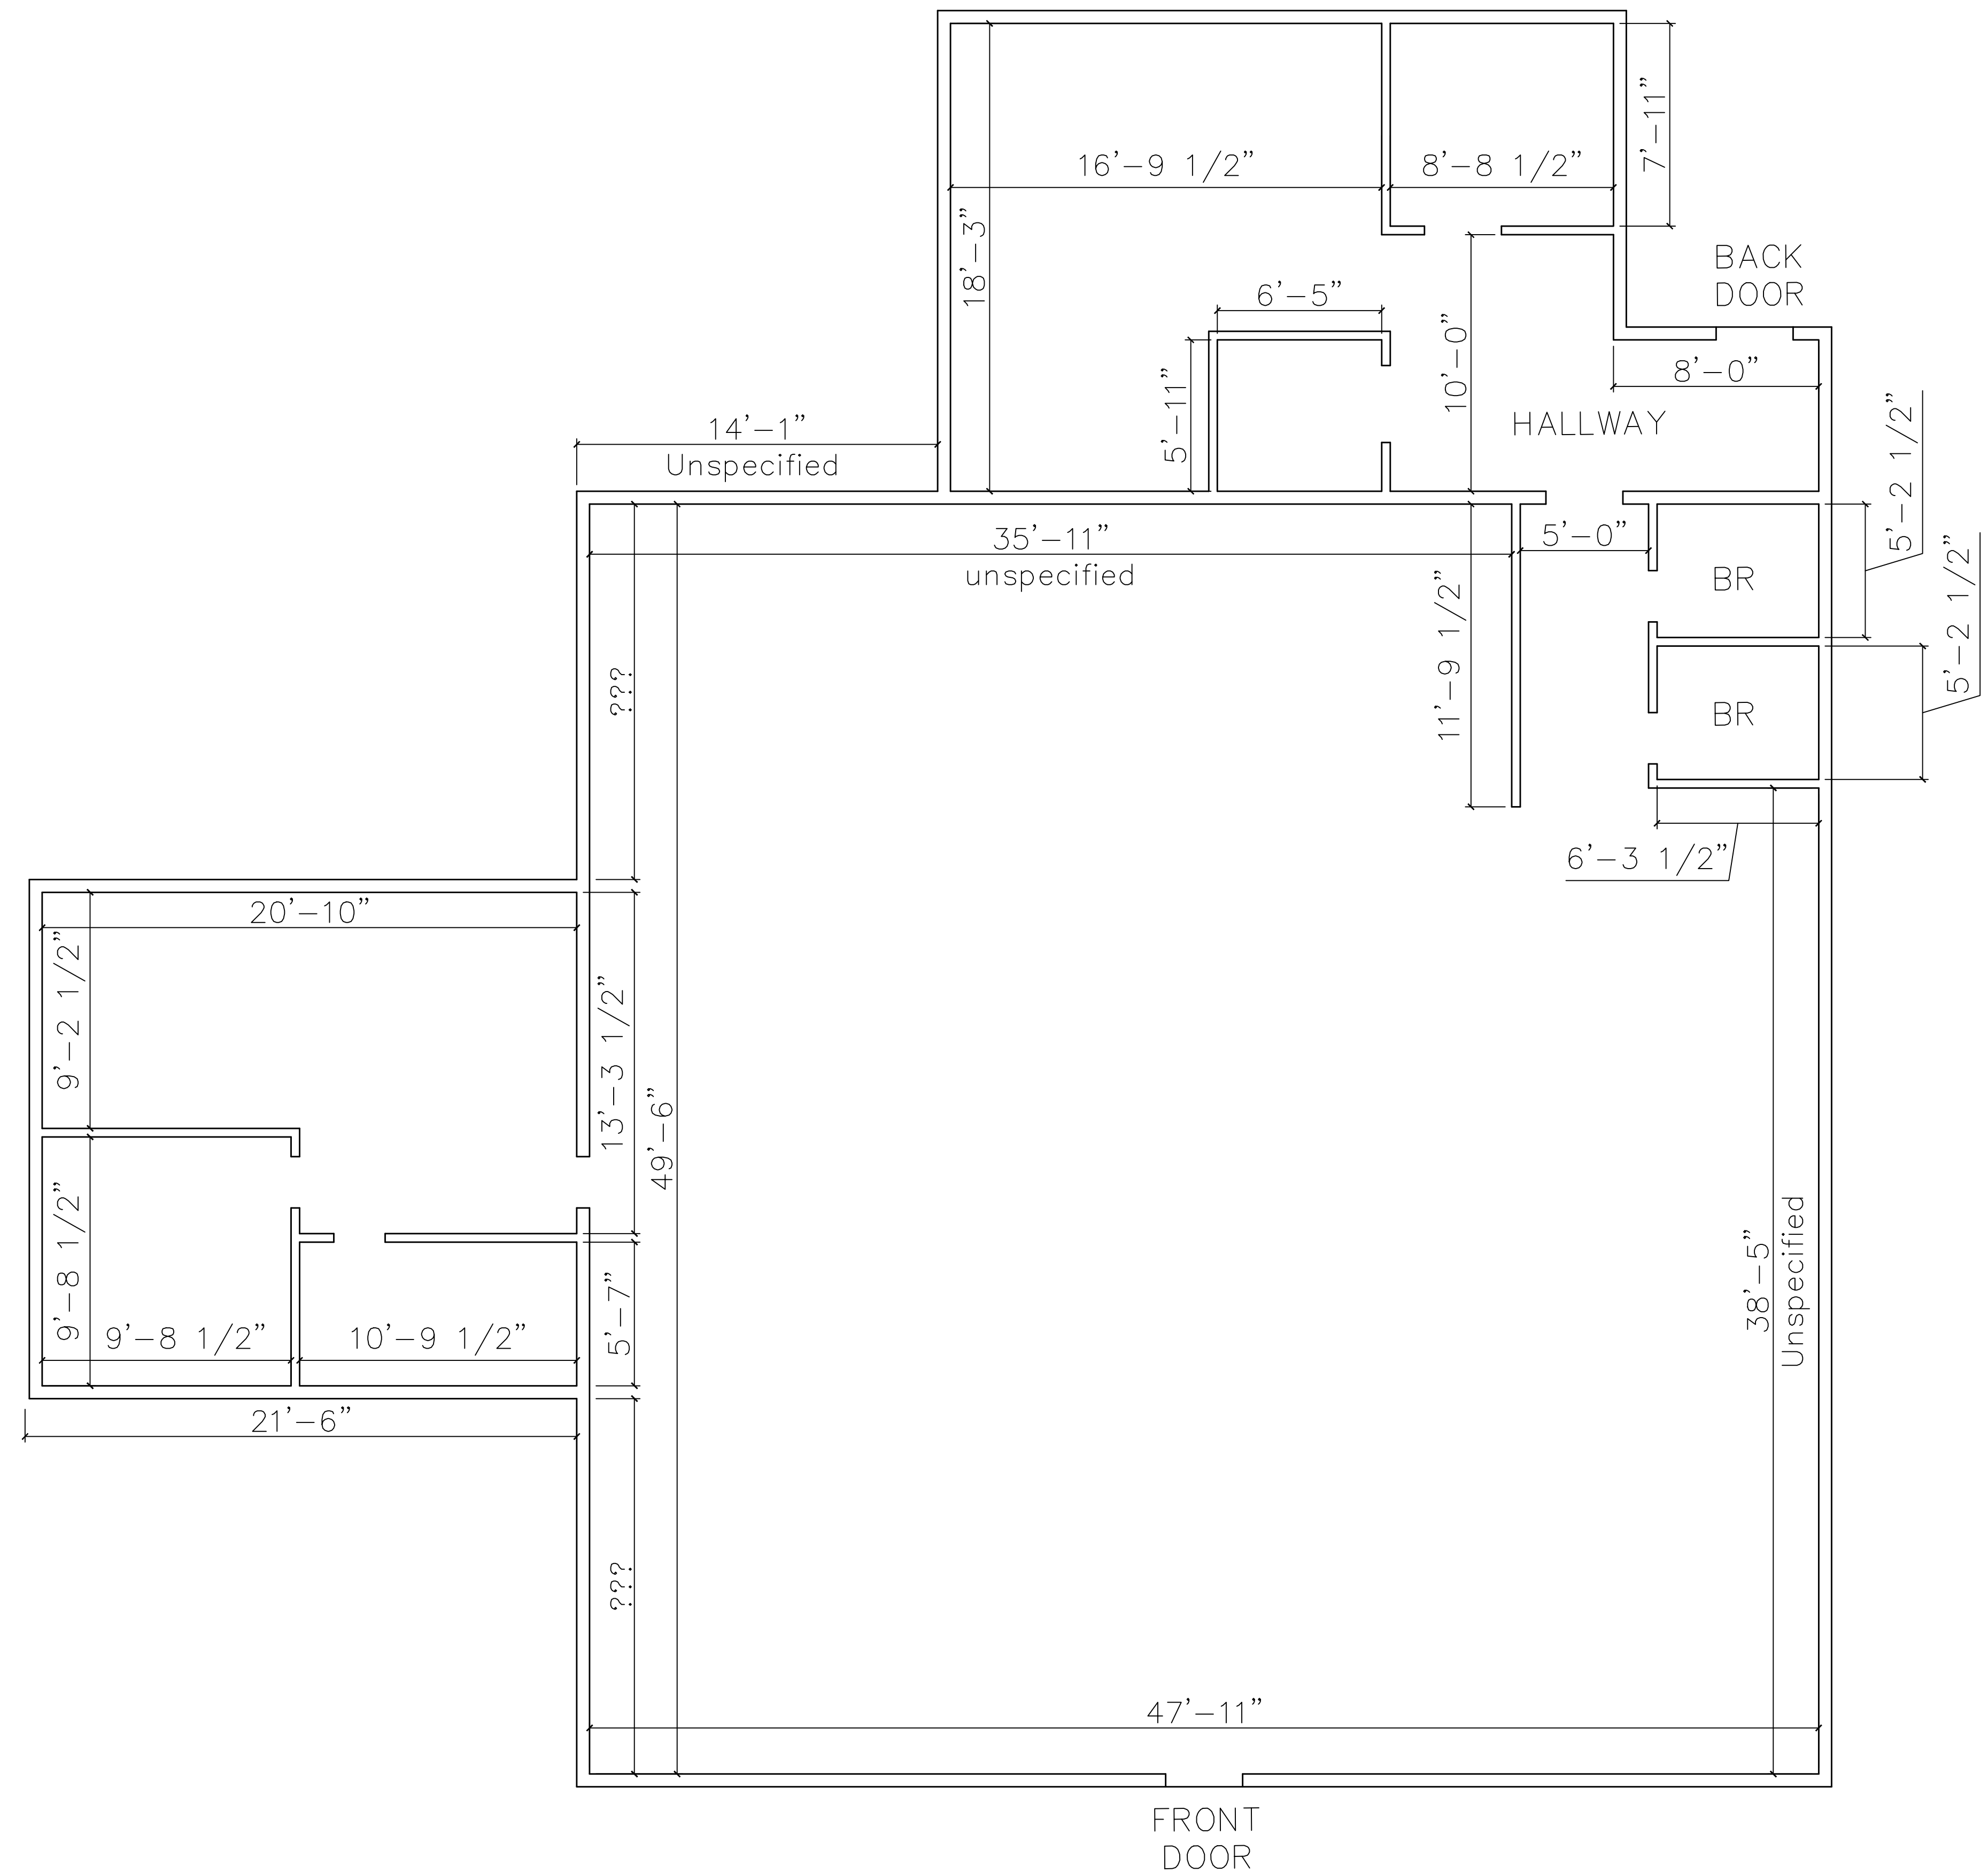 16'-9 1/2"
8'-8 1/2"
7'-11"
18'-3"
BACK
DOOR
6'-5"
10'-0"
8'-0"
5'-11"
HALLWAY
14'-1"
Unspecified
5'-2 1/2"
35'-11"
unspecified
5'-0"
5'-2 1/2"
BR
11'-9 1/2"
???
BR
6'-3 1/2"
20'-10"
9'-2 1/2"
13'-3 1/2"
49'-6"
9'-8 1/2"
38'-5"
Unspecified
9'-8 1/2"
10'-9 1/2"
5'-7"
21'-6"
???
47'-11"
FRONT
DOOR